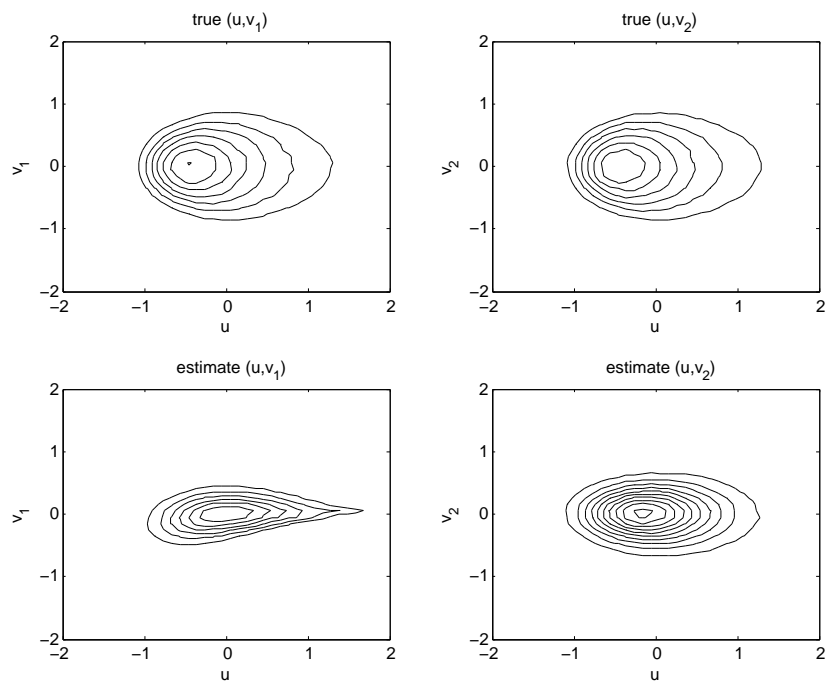 true (u,v₁)
2
1
0
−1
−2
v₁
−2 −1 0 1 2
u
true (u,v₂)
2
1
0
−1
−2
v₂
−2 −1 0 1 2
u
estimate (u,v₁)
2
1
0
−1
−2
v₁
−2 −1 0 1 2
u
estimate (u,v₂)
2
1
0
−1
−2
v₂
−2 −1 0 1 2
u